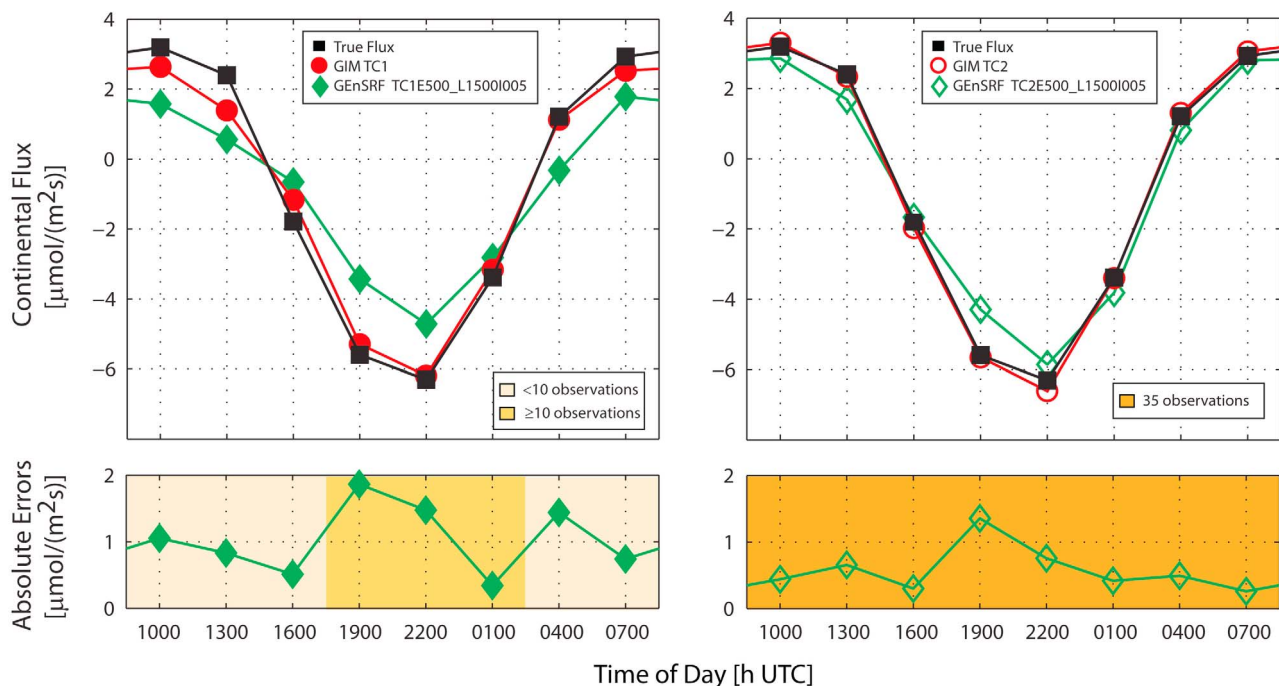 Continental Flux
[μmol/(m²s)]
4
2
0
−2
−4
−6
True Flux
GIM TC1
GEnSRF TC1E500_L1500I005
<10 observations
≥10 observations
4
2
0
−2
−4
−6
True Flux
GIM TC2
GEnSRF TC2E500_L1500I005
35 observations
Absolute Errors
[μmol/(m²s)]
2
1
0
1000 1300 1600 1900 2200 0100 0400 0700
2
1
0
1000 1300 1600 1900 2200 0100 0400 0700
Time of Day [h UTC]